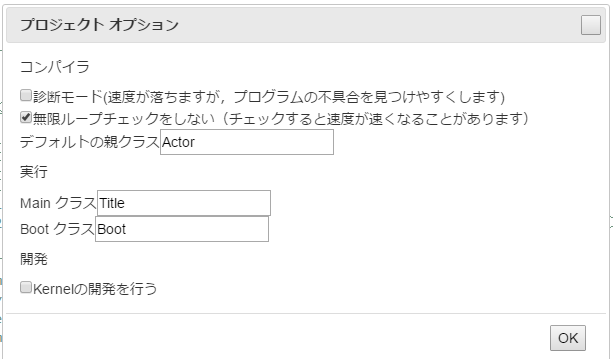 プロジェクト オプション
コンパイラ
診断モード(速度が落ちますが，プログラムの不具合を見つけやすくします)
無限ループチェックをしない（チェックすると速度が速くなることがあります）
デフォルトの親クラス Actor
実行
Main クラス Title
Boot クラス Boot
開発
Kernelの開発を行う
OK